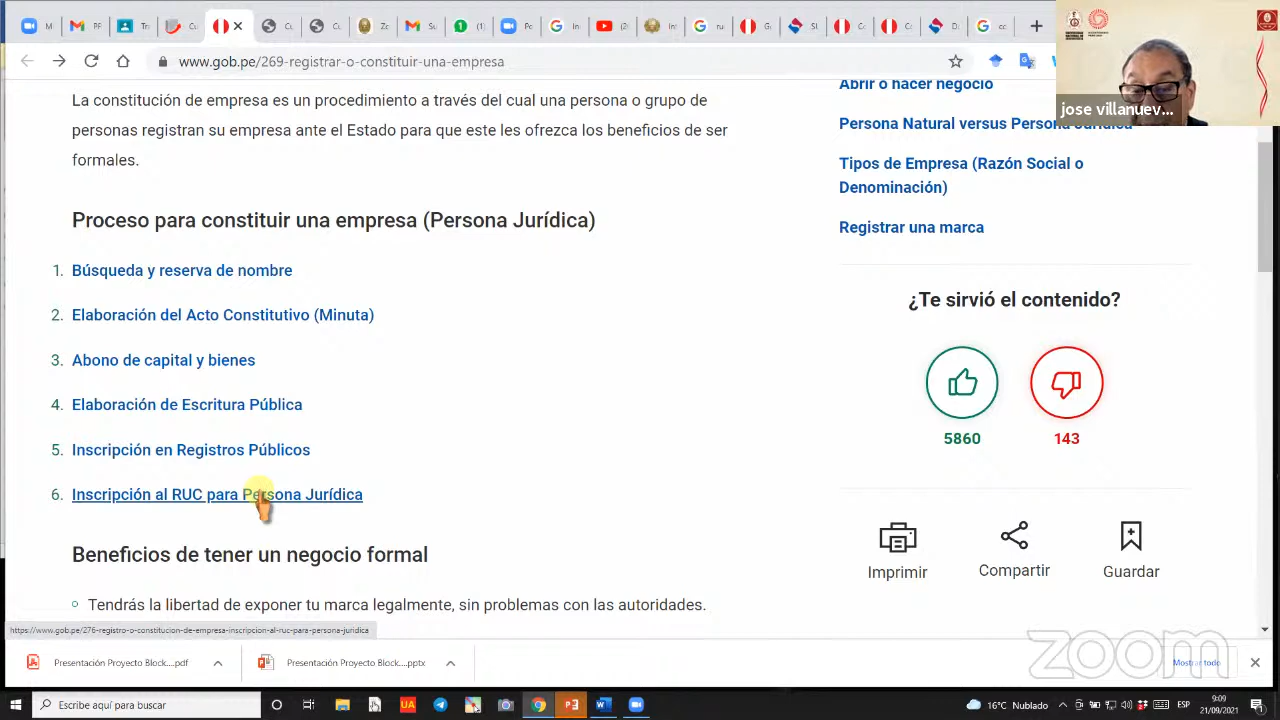 www.gob.pe/269-registrar-o-constituir-una-empresa
La constitución de empresa es un procedimiento a través del cual una persona o grupo de
personas registran su empresa ante el Estado para que este les ofrezca los beneficios de ser
formales.
Proceso para constituir una empresa (Persona Jurídica)
1. Búsqueda y reserva de nombre
2. Elaboración del Acto Constitutivo (Minuta)
3. Abono de capital y bienes
4. Elaboración de Escritura Pública
5. Inscripción en Registros Públicos
6. Inscripción al RUC para Persona Jurídica
Beneficios de tener un negocio formal
Tendrás la libertad de exponer tu marca legalmente, sin problemas con las autoridades.
Abrir o hacer negocio
Persona Natural versus Persona Jurídica
Tipos de Empresa (Razón Social o
Denominación)
Registrar una marca
¿Te sirvió el contenido?
5860
143
Imprimir
Compartir
Guardar
jose villanuev...
https://www.gob.pe/276-registro-o-constitucion-de-empresa-inscripcion-al-ruc-para-persona-juridica
Presentación Proyecto Block....pdf
Presentación Proyecto Block....pptx
zoom
Mostrar todo
Escribe aquí para buscar
16°C Nublado
ESP
9:09
21/09/2021